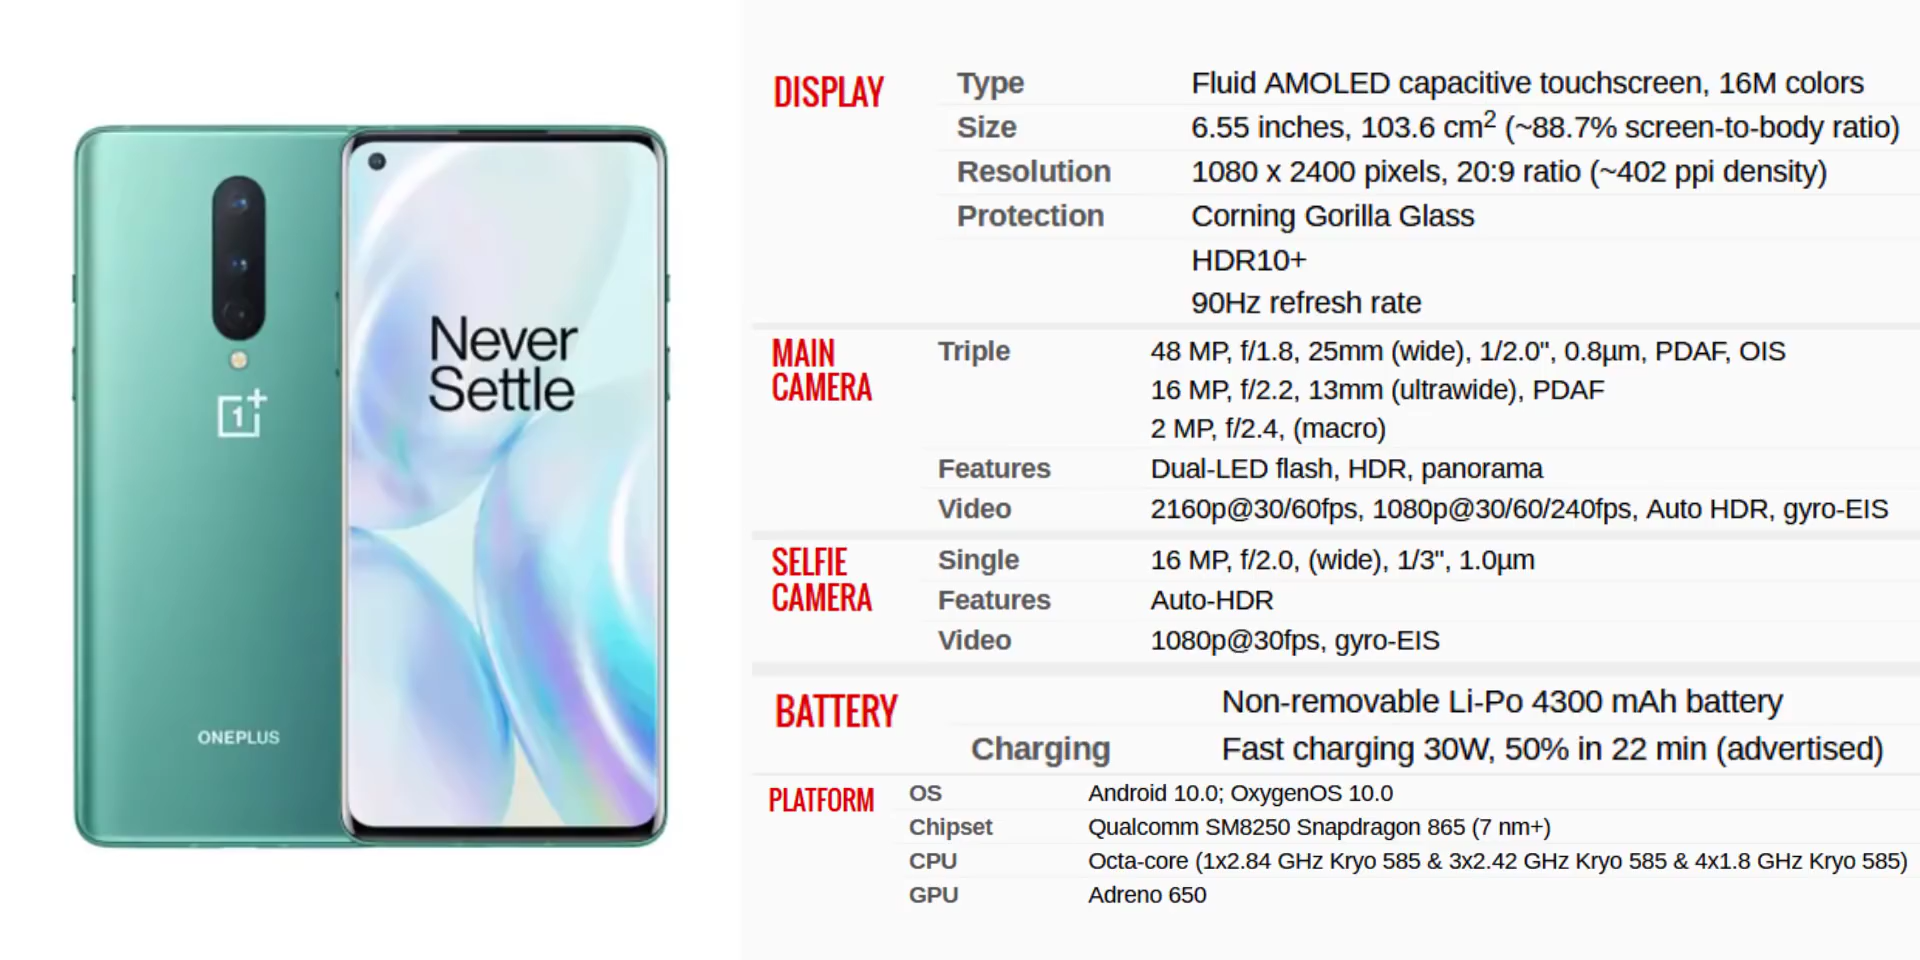 Never
Settle
1+
ONEPLUS
DISPLAY
Type Fluid AMOLED capacitive touchscreen, 16M colors
Size 6.55 inches, 103.6 cm2 (~88.7% screen-to-body ratio)
Resolution 1080 x 2400 pixels, 20:9 ratio (~402 ppi density)
Protection Corning Gorilla Glass
HDR10+
90Hz refresh rate
MAIN
CAMERA
Triple 48 MP, f/1.8, 25mm (wide), 1/2.0", 0.8µm, PDAF, OIS
16 MP, f/2.2, 13mm (ultrawide), PDAF
2 MP, f/2.4, (macro)
Features Dual-LED flash, HDR, panorama
Video 2160p@30/60fps, 1080p@30/60/240fps, Auto HDR, gyro-EIS
SELFIE
CAMERA
Single 16 MP, f/2.0, (wide), 1/3", 1.0µm
Features Auto-HDR
Video 1080p@30fps, gyro-EIS
BATTERY
Non-removable Li-Po 4300 mAh battery
Charging Fast charging 30W, 50% in 22 min (advertised)
PLATFORM
OS Android 10.0; OxygenOS 10.0
Chipset Qualcomm SM8250 Snapdragon 865 (7 nm+)
CPU Octa-core (1x2.84 GHz Kryo 585 & 3x2.42 GHz Kryo 585 & 4x1.8 GHz Kryo 585)
GPU Adreno 650